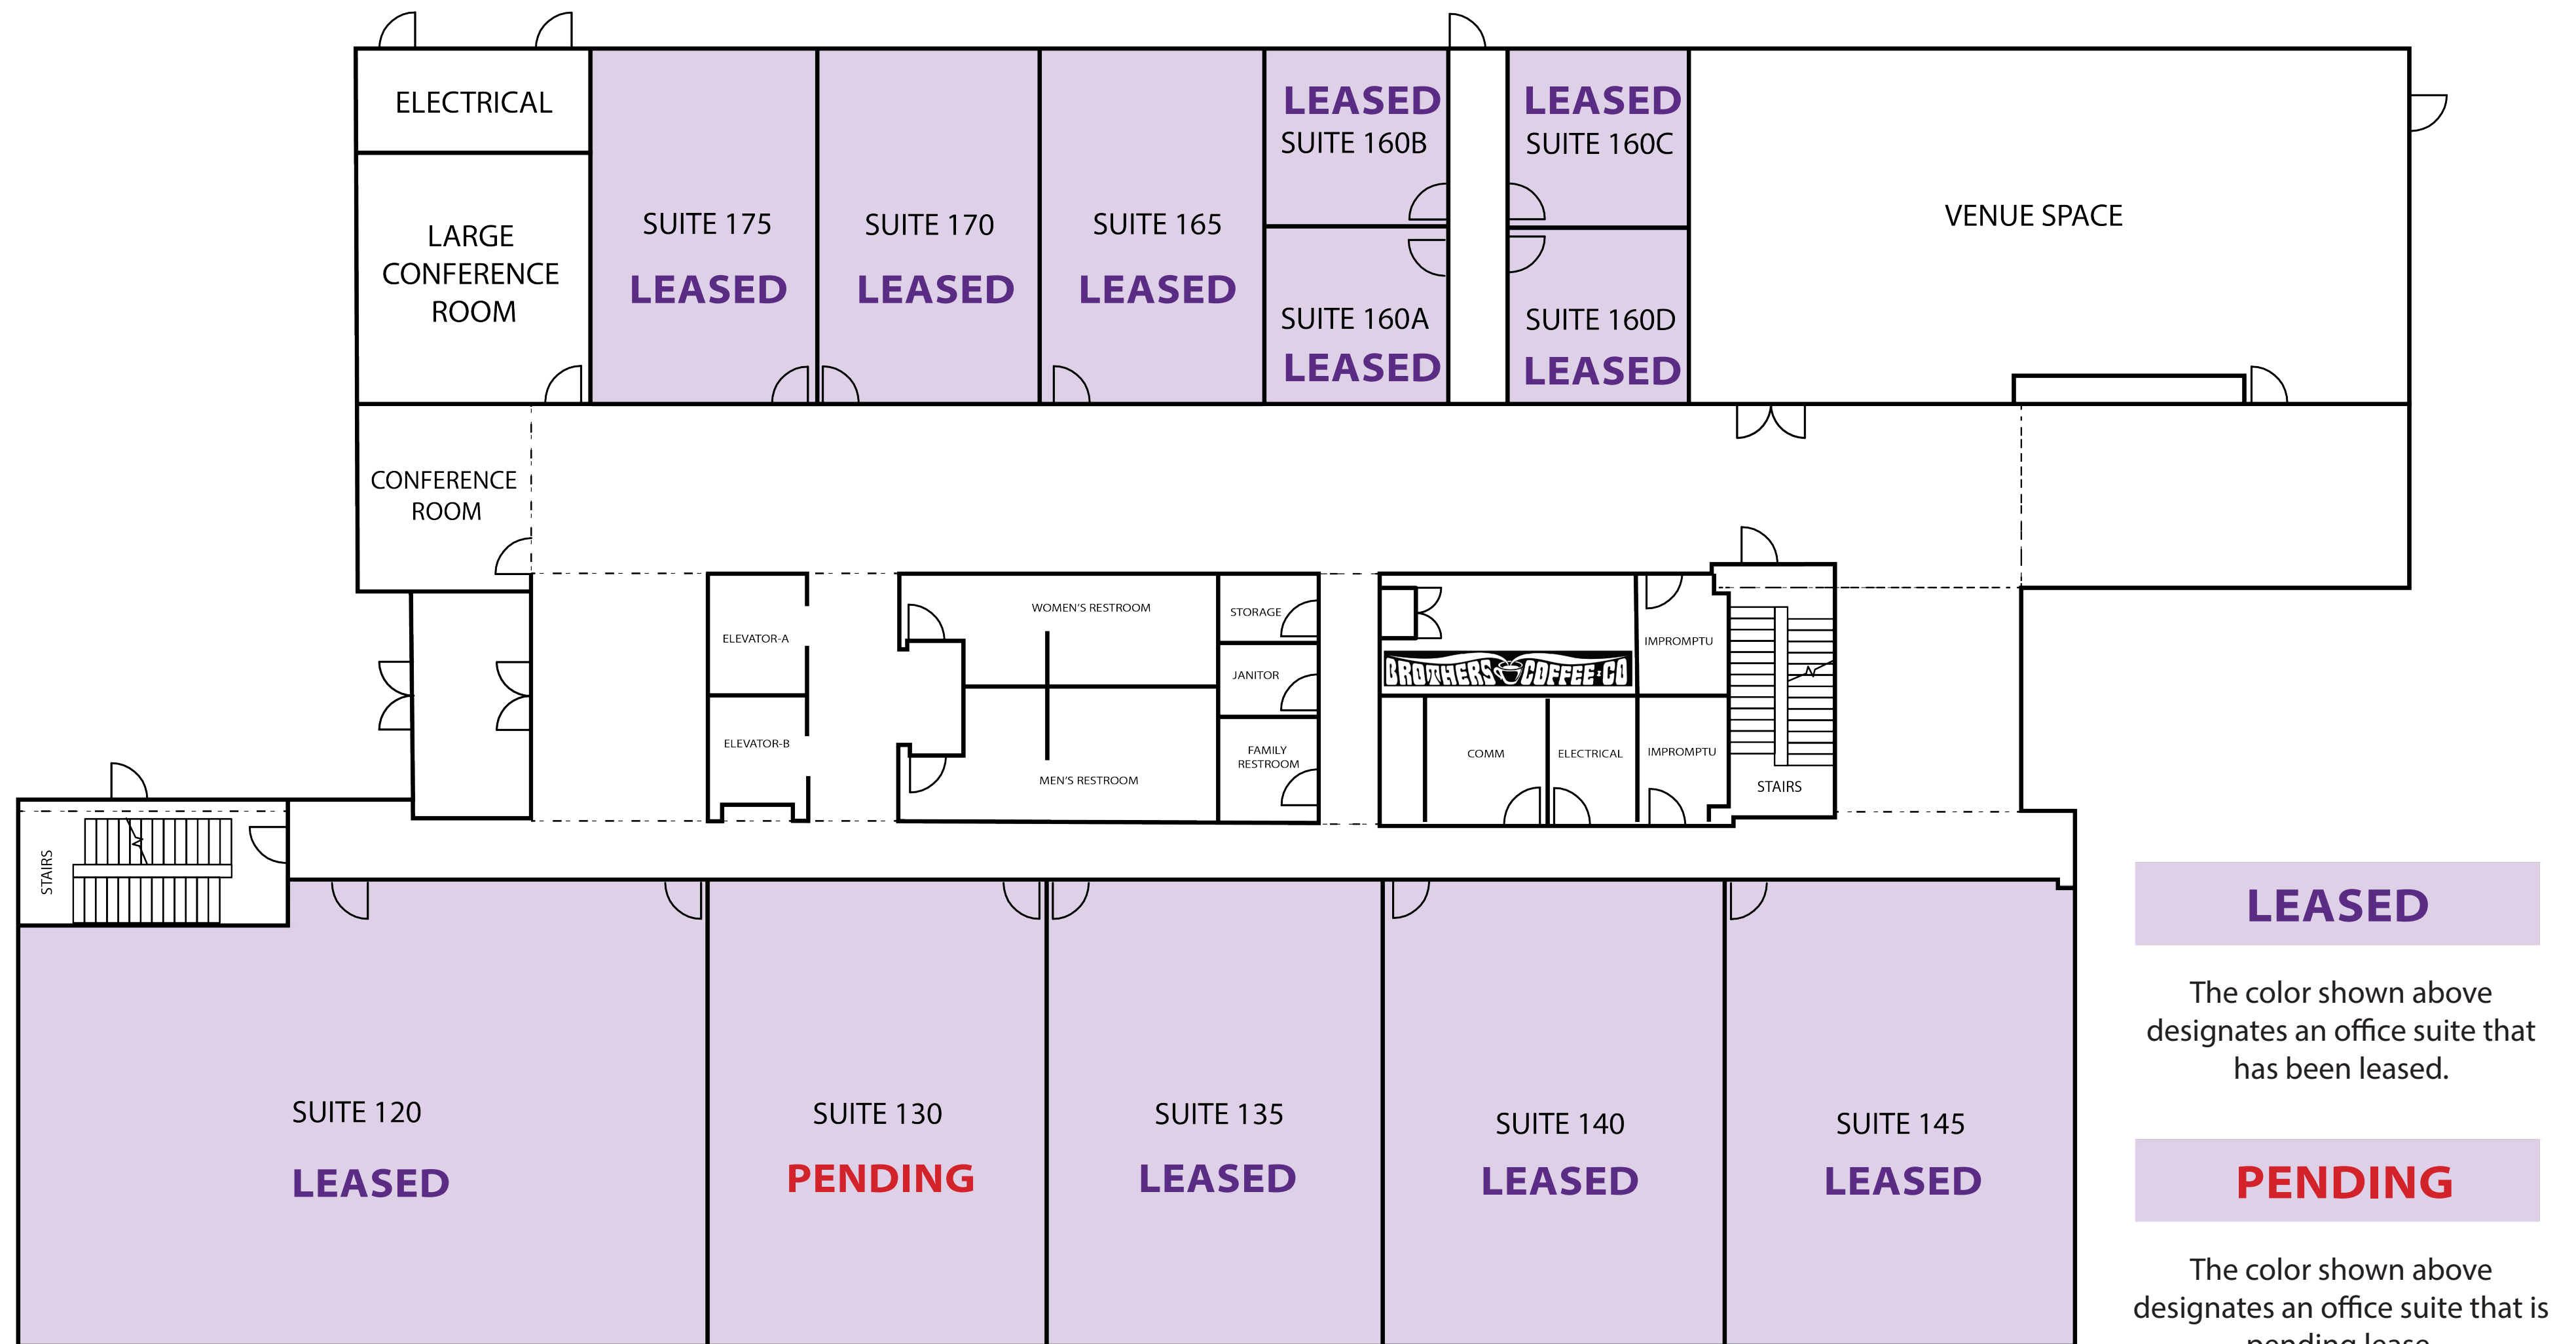 ELECTRICAL
LARGE
CONFERENCE
ROOM
SUITE 175
LEASED
SUITE 170
LEASED
SUITE 165
LEASED
LEASED
SUITE 160B
SUITE 160A
LEASED
LEASED
SUITE 160C
SUITE 160D
LEASED
VENUE SPACE
CONFERENCE
ROOM
ELEVATOR-A
ELEVATOR-B
WOMEN'S RESTROOM
MEN'S RESTROOM
STORAGE
JANITOR
FAMILY
RESTROOM
BROTHERS COFFEE·CO
COMM
ELECTRICAL
IMPROMPTU
IMPROMPTU
STAIRS
STAIRS
SUITE 120
LEASED
SUITE 130
PENDING
SUITE 135
LEASED
SUITE 140
LEASED
SUITE 145
LEASED
LEASED
The color shown above
designates an office suite that
has been leased.
PENDING
The color shown above
designates an office suite that is
pending lease.